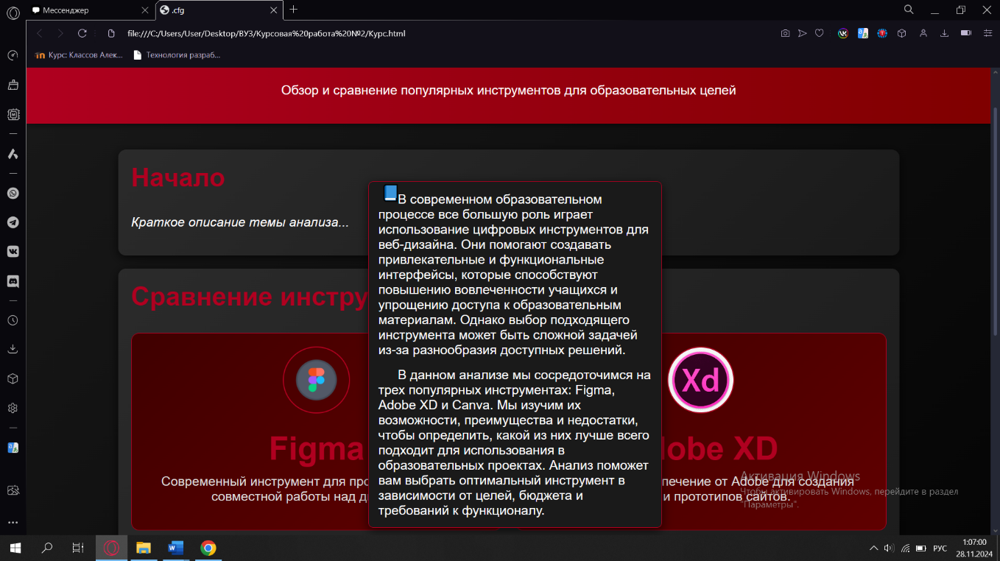 Мессенджер
.cfg
file:///C:/Users/User/Desktop/ВУЗ/Курсовая%20работа%20№2/Курс.html
Курс: Классов Алек...
Технология разраб...
Обзор и сравнение популярных инструментов для образовательных целей
Начало
Краткое описание темы анализа...
В современном образовательном
процессе все большую роль играет
использование цифровых инструментов для
веб-дизайна. Они помогают создавать
привлекательные и функциональные
интерфейсы, которые способствуют
повышению вовлеченности учащихся и
упрощению доступа к образовательным
материалам. Однако выбор подходящего
инструмента может быть сложной задачей
из-за разнообразия доступных решений.
В данном анализе мы сосредоточимся на
трех популярных инструментах: Figma,
Adobe XD и Canva. Мы изучим их
возможности, преимущества и недостатки,
чтобы определить, какой из них лучше всего
подходит для использования в
образовательных проектах. Анализ поможет
вам выбрать оптимальный инструмент в
зависимости от целей, бюджета и
требований к функционалу.
Сравнение инстру
Figma
Современный инструмент для про
совместной работы над д
Xd
lobe XD
печение от Adobe для создания
и прототипов сайтов.
Активация Windows
Чтобы активировать Windows, перейдите в раздел
"Параметры".
РУС
1:07:00
28.11.2024